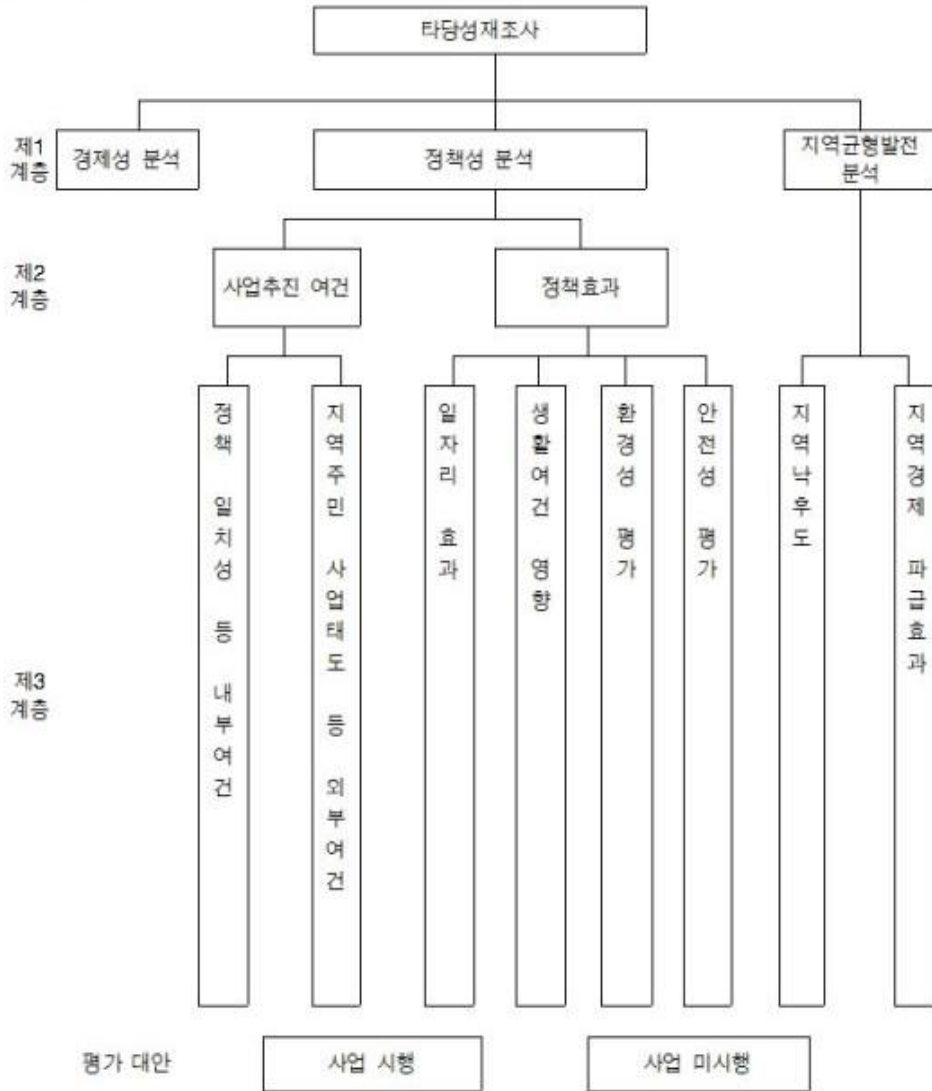 타당성재조사
제1
계층
경제성 분석
정책성 분석
지역균형발전
분석
제2
계층
사업추진 여건
정책효과
제3
계층
정책 일치성 등 내부여건
지역주민 사업태도 등 외부여건
일자리 효과
생활여건 영향
환경성 평가
안전성 평가
지역낙후도
지역경제 파급효과
평가 대안
사업 시행
사업 미시행